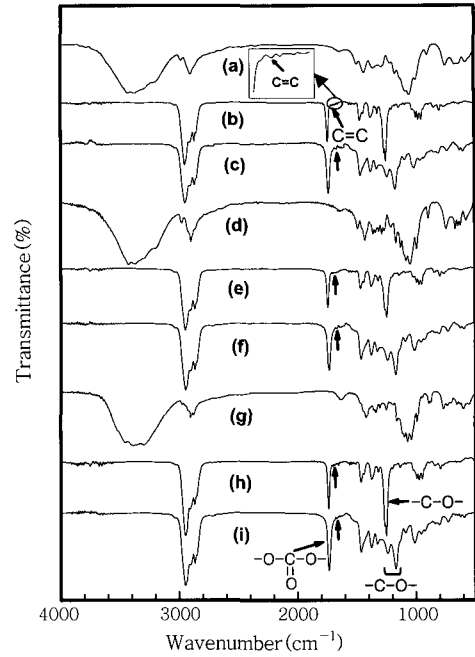 Transmittance (%)
(a)
C=C
(b)
C=C
(c)
(d)
(e)
(f)
(g)
(h)
-C-O-
(i)
-O-C-O-
O
-C-O-
4000 3000 2000 1000
Wavenumber(cm⁻¹)